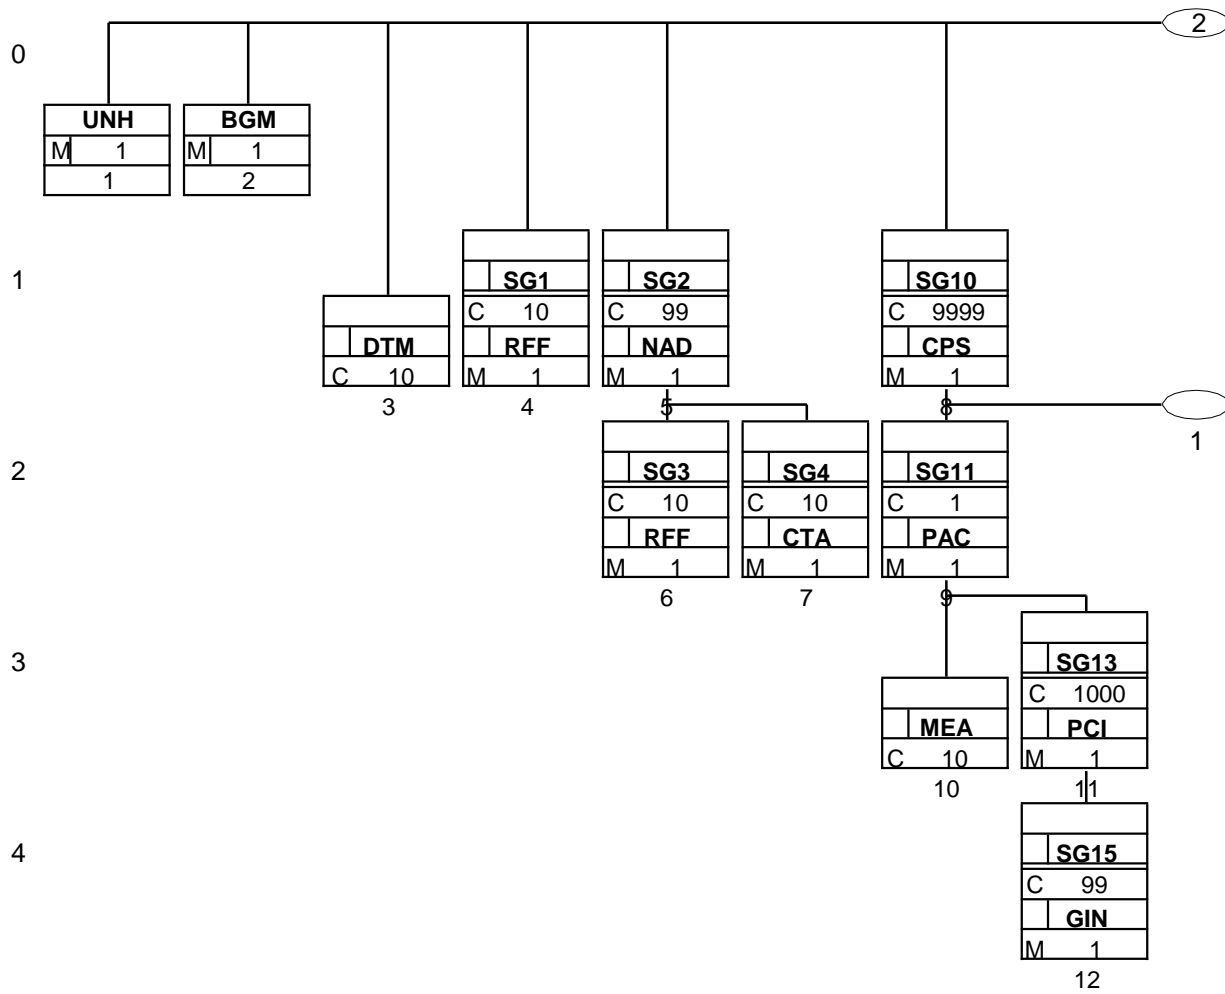 2
0
UNH BGM
M 1 M 1
1 2
1
SG1 SG2 SG10
C 10 C 99 C 9999
DTM RFF NAD CPS
C 10 M 1 M 1 M 1
3 4 5 8
1
2
SG3 SG4 SG11
C 10 C 10 C 1
RFF CTA PAC
M 1 M 1 M 1
6 7 9
3
SG13
C 1000
MEA PCI
C 10 M 1
10 11
4
SG15
C 99
GIN
M 1
12